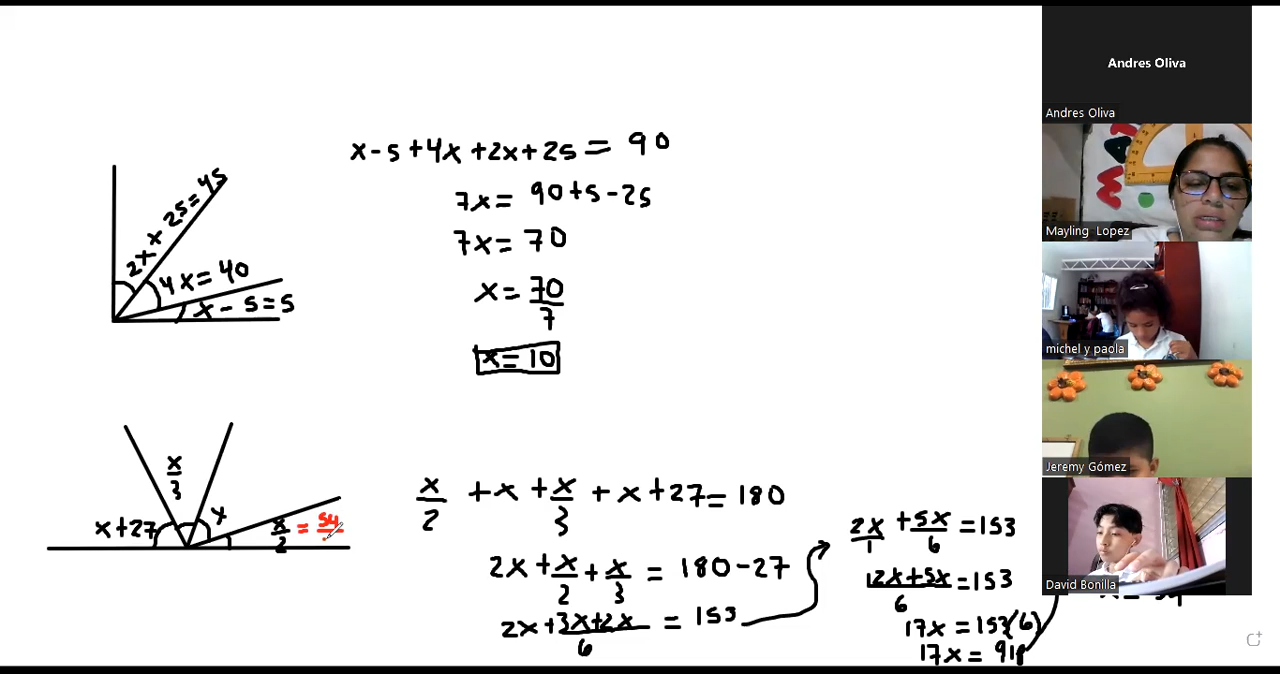 Andres Oliva
Andres Oliva
Mayling Lopez
michel y paola
Jeremy Gómez
David Bonilla
x-5+4x+2x+25=90
7x=90+5-25
7x=70
x=70/7
x=10
2x+25=45
4x=40
x-5=5
x/3
x+27
x
x/2=54
x/2+x+x/3+x+27=180
2x+x/2+x/3=180-27
2x+3x+2x/6=153
2x/1+5x/6=153
12x+5x/6=153
17x=153(6)
17x=918